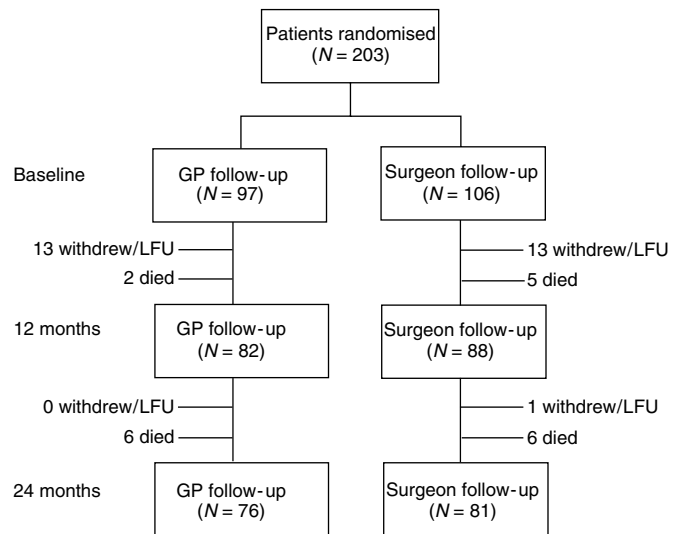 Patients randomised
(N = 203)
Baseline
GP follow-up
(N = 97)
Surgeon follow-up
(N = 106)
13 withdrew/LFU
2 died
13 withdrew/LFU
5 died
12 months
GP follow-up
(N = 82)
Surgeon follow-up
(N = 88)
0 withdrew/LFU
6 died
1 withdrew/LFU
6 died
24 months
GP follow-up
(N = 76)
Surgeon follow-up
(N = 81)